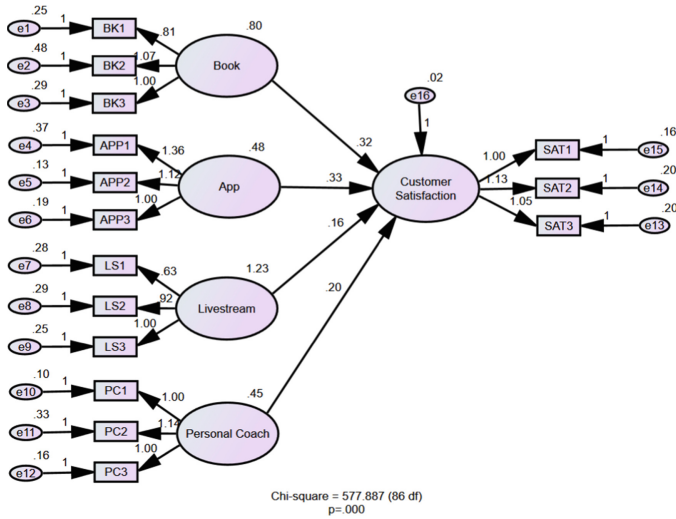 .25
e1
1
BK1
.81
.80
.48
e2
1
BK2
1.07
Book
.29
e3
1
BK3
1.00
.02
e16
1
.32
.37
e4
1
APP1
1.36
.48
.13
e5
1
APP2
1.12
App
.33
.19
e6
1
APP3
1.00
Customer
Satisfaction
1.00
SAT1
1
.16
e15
1.13
SAT2
1
.20
e14
1.05
SAT3
1
.20
e13
.28
e7
1
LS1
.63
1.23
.16
.29
e8
1
LS2
.92
Livestream
.25
e9
1
LS3
1.00
.20
.10
e10
1
PC1
1.00
.45
.33
e11
1
PC2
1.14
Personal Coach
.16
e12
1
PC3
1.00
Chi-square = 577.887 (86 df)
p=.000